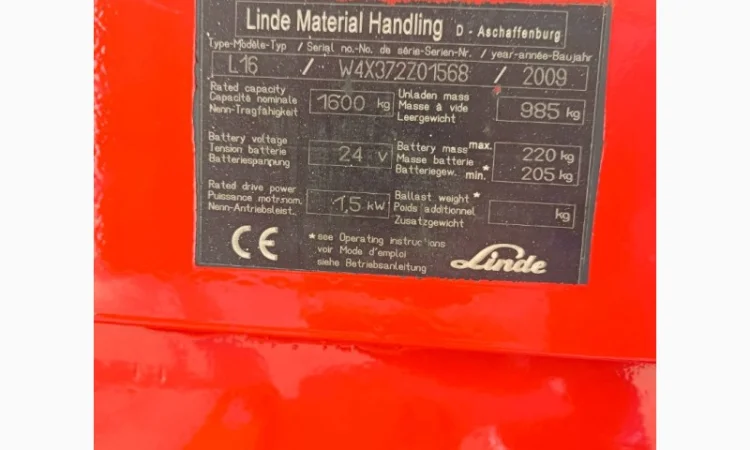 Linde Material Handling D - Aschaffenburg
Type-Modèle-Typ / Serial no.-No. de série-Serien-Nr. / year-année-Baujahr
L16 / W4X372Z01568 / 2009
Rated capacity
Capacité nominale
Nenn-Tragfähigkeit
1600 kg
Unladen mass
Masse à vide
Leergewicht
985 kg
Battery voltage
Tension batterie
Batteriespannung
24 V
Battery mass max.
Masse batterie *
Batteriegew. min.
220 kg
205 kg
Rated drive power
Puissance motr.nom.
Nenn-Antriebsleist.
1,5 kW
Ballast weight *
Poids additionnel
Zusatzgewicht
kg
CE
* see Operating instructions
voir Mode d'emploi
siehe Betriebsanleitung
Linde